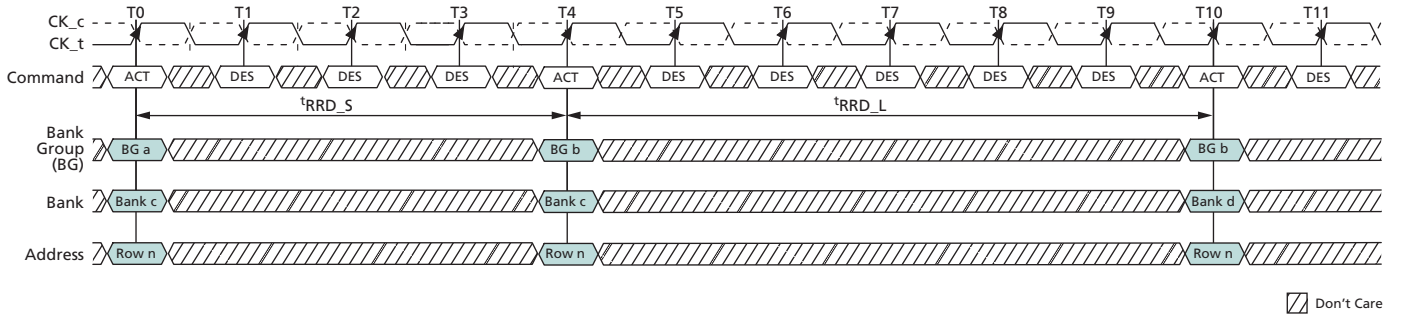 T0 T1 T2 T3 T4 T5 T6 T7 T8 T9 T10 T11
CK_c
CK_t
Command ACT DES DES DES ACT DES DES DES DES DES ACT DES
tRRD_S tRRD_L
Bank
Group
(BG)
BG a BG b BG b
Bank Bank c Bank c Bank d
Address Row n Row n Row n
Don't Care